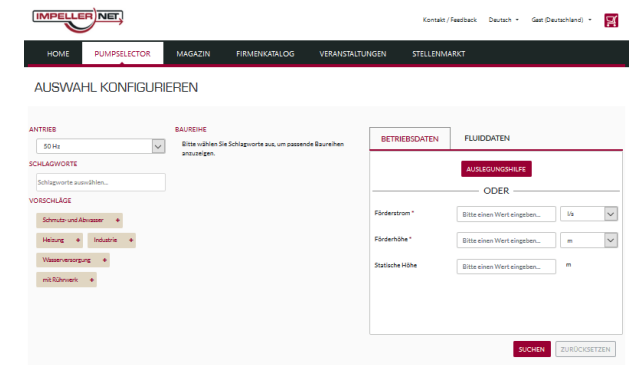 IMPELLER NET
Kontakt / Feedback Deutsch Gast (Deutschland)
HOME PUMPSELECTOR MAGAZIN FIRMENKATALOG VERANSTALTUNGEN STELLENMARKT
AUSWAHL KONFIGURIEREN
ANTRIEB
50 Hz
SCHLAGWORTE
Schlagworte auswählen...
VORSCHLÄGE
Schmutz- und Abwasser +
Heizung + Industrie +
Wasserversorgung +
mit Rührwerk +
BAUREIHE
Bitte wählen Sie Schlagworte aus, um passende Baureihen
anzuzeigen.
BETRIEBSDATEN FLUIDDATEN
AUSLEGUNGSHILFE
ODER
Förderstrom * Bitte einen Wert eingeben... l/s
Förderhöhe * Bitte einen Wert eingeben... m
Statische Höhe Bitte einen Wert eingeben... m
SUCHEN ZURÜCKSETZEN